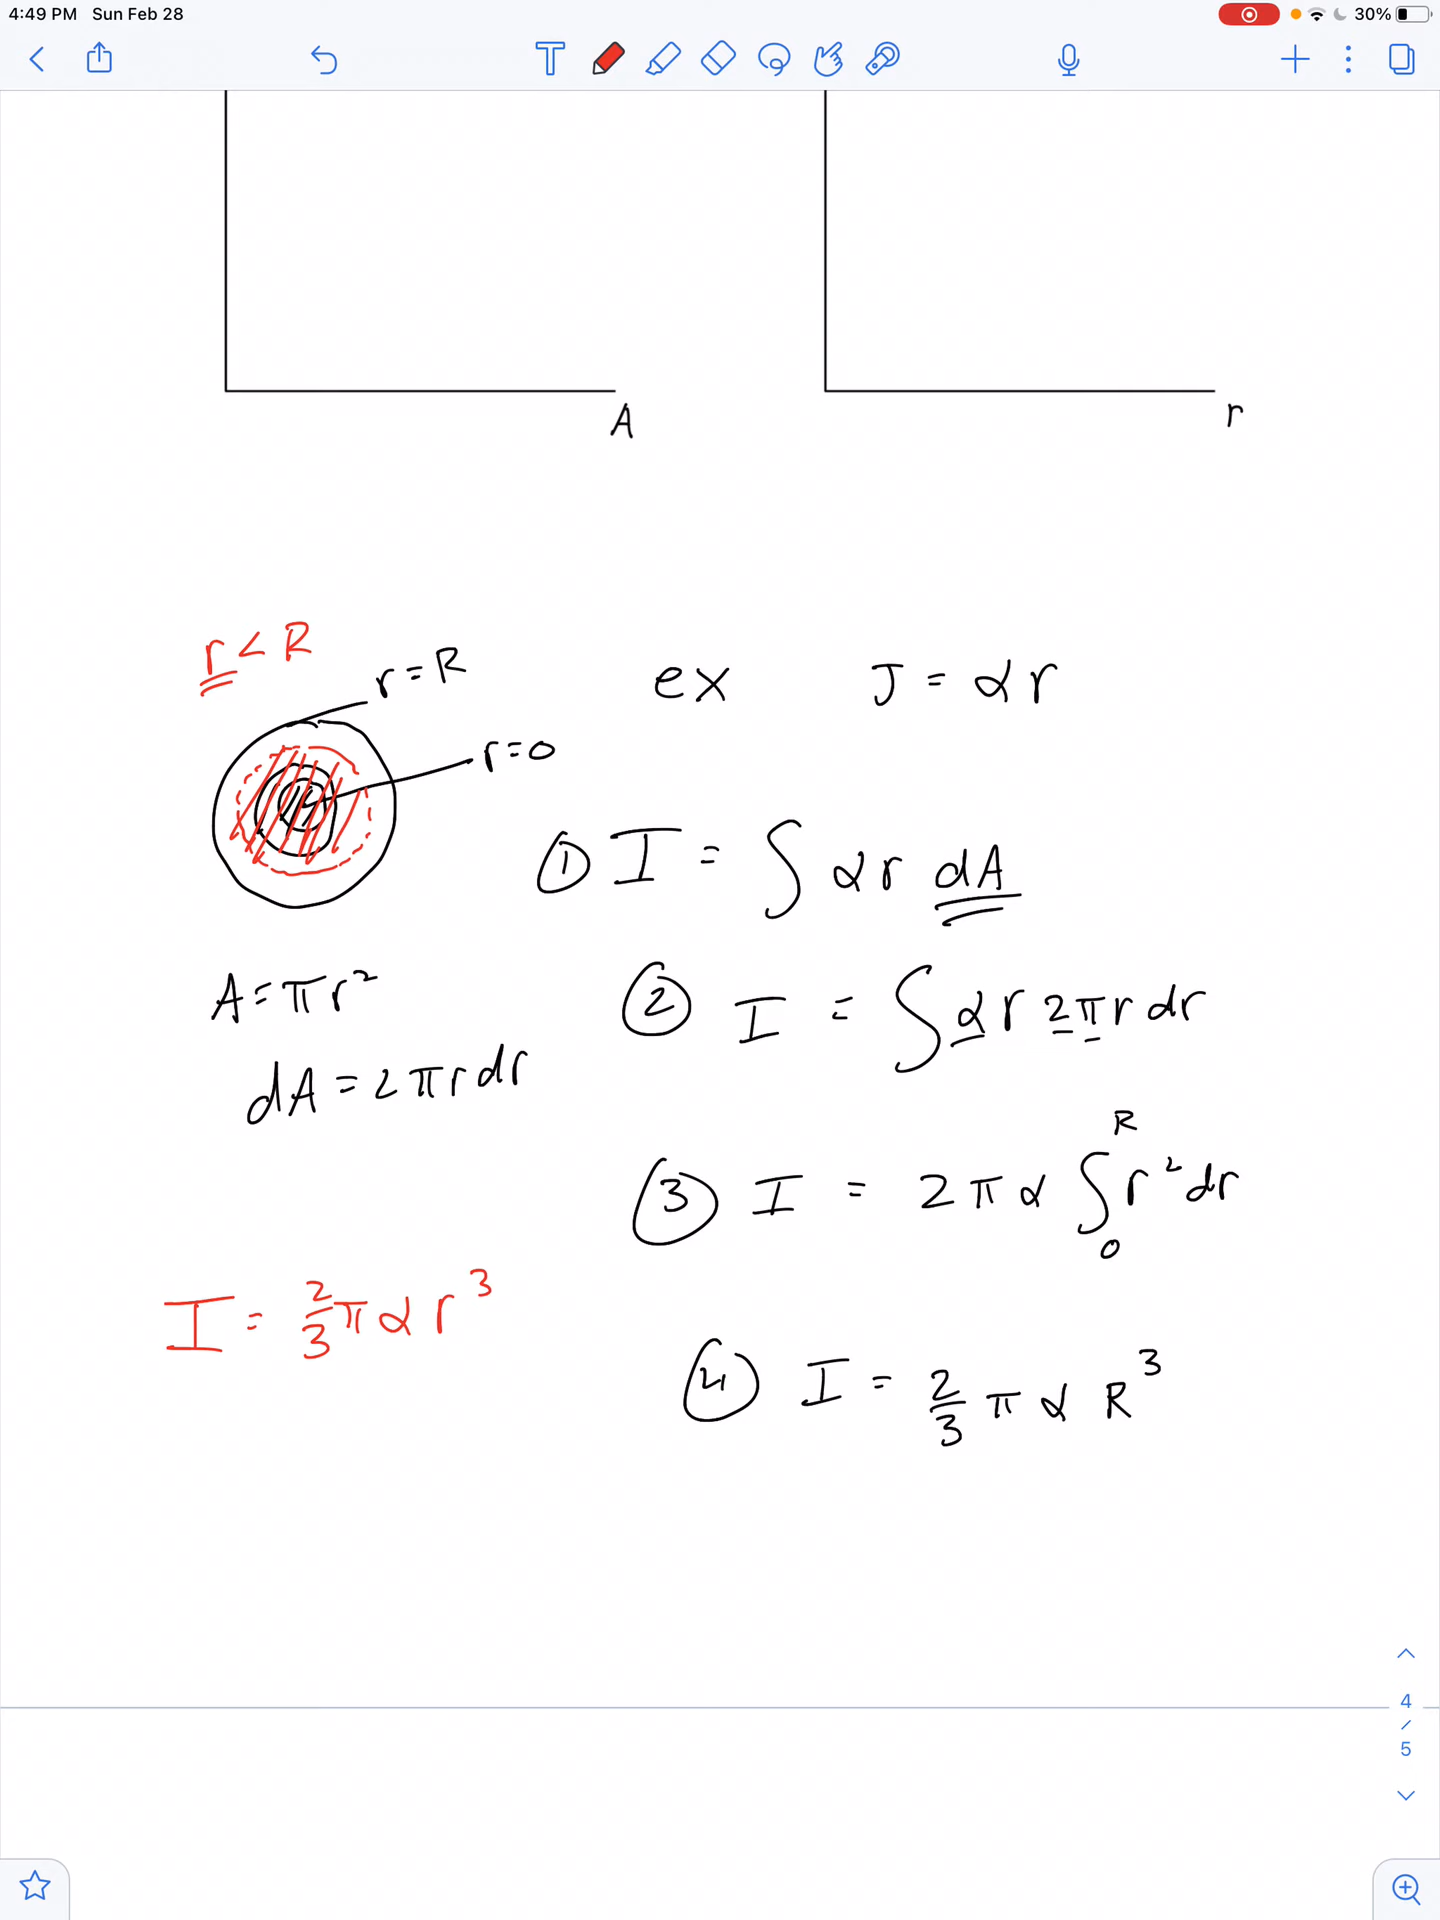 4:49 PM Sun Feb 28
30%
T
A
r
r < R
r = R
ex
J = αr
r = 0
① I = ∫ αr dA
A = πr²
② I = ∫ αr 2πr dr
dA = 2πr dr
③ I = 2πα ∫₀ᴿ r² dr
I = 2/3 πα r³
④ I = 2/3 πα R³
4
/
5